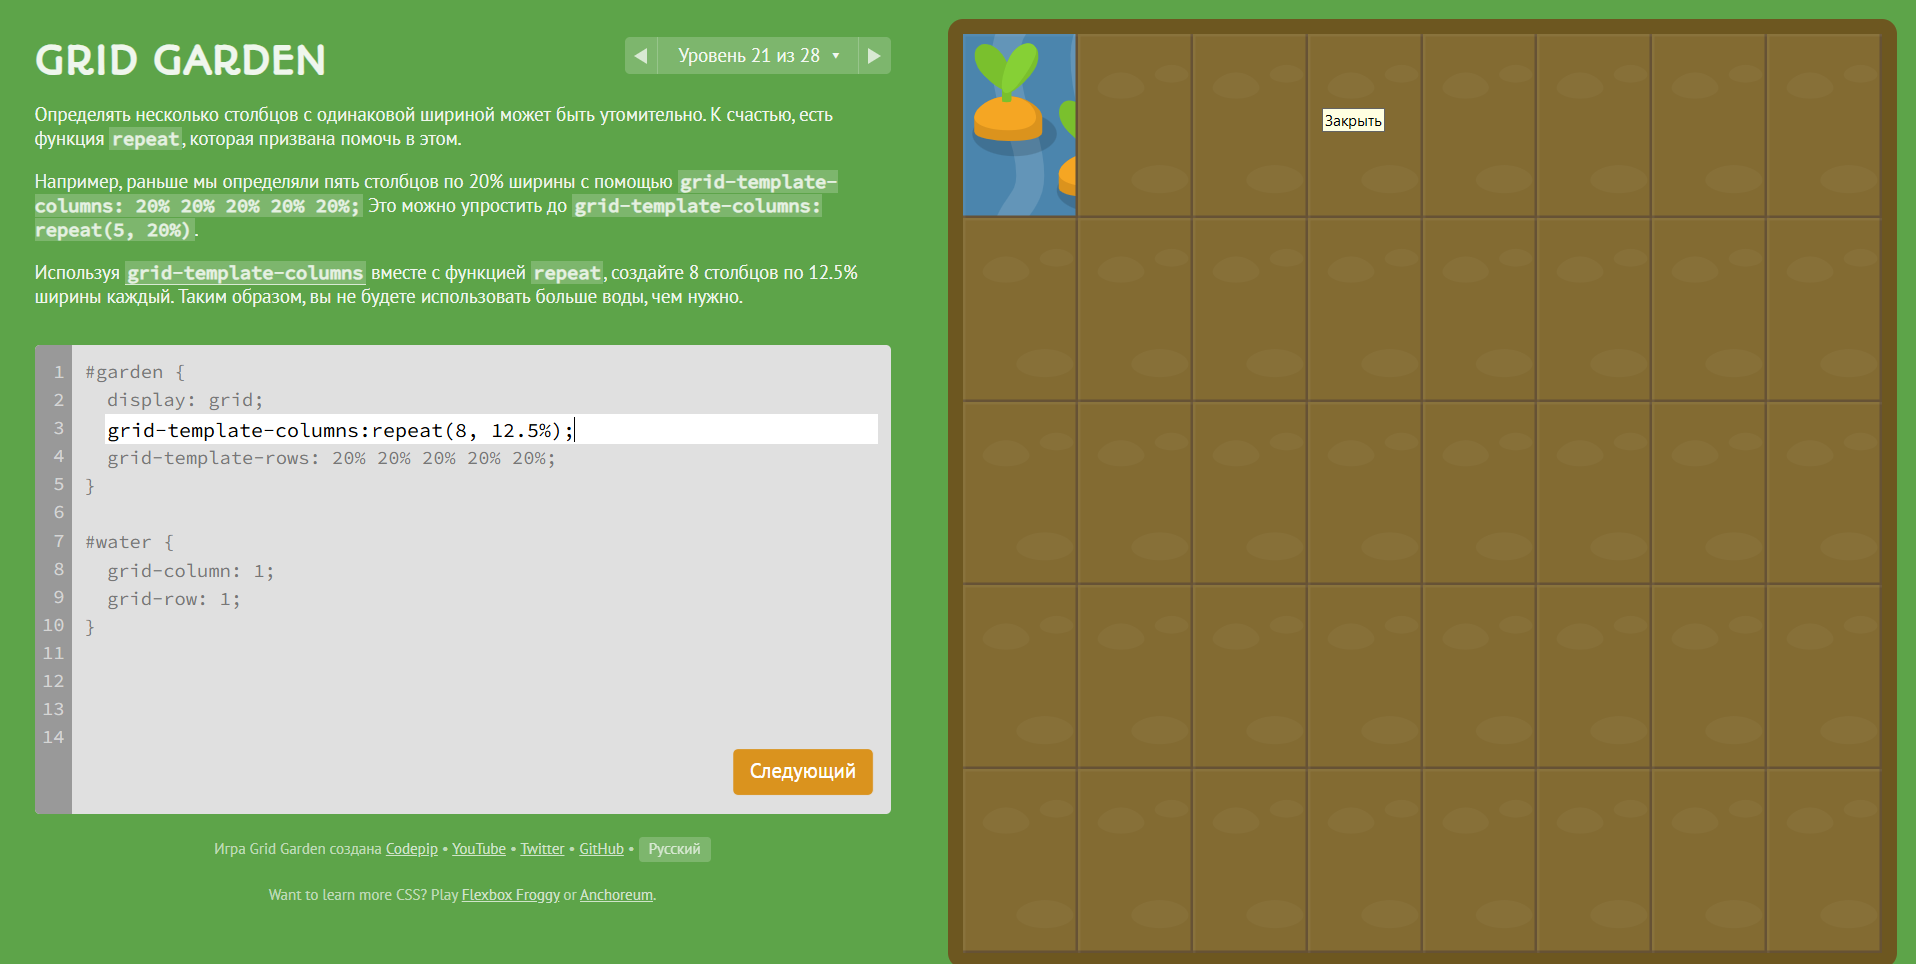 GRID GARDEN
Уровень 21 из 28
Определять несколько столбцов с одинаковой шириной может быть утомительно. К счастью, есть
функция repeat, которая призвана помочь в этом.
Например, раньше мы определяли пять столбцов по 20% ширины с помощью grid-template-
columns: 20% 20% 20% 20% 20%; Это можно упростить до grid-template-columns:
repeat(5, 20%).
Используя grid-template-columns вместе с функцией repeat, создайте 8 столбцов по 12.5%
ширины каждый. Таким образом, вы не будете использовать больше воды, чем нужно.
1 #garden {
2 display: grid;
3 grid-template-columns:repeat(8, 12.5%);
4 grid-template-rows: 20% 20% 20% 20% 20%;
5 }
6
7 #water {
8 grid-column: 1;
9 grid-row: 1;
10 }
11
12
13
14
Следующий
Игра Grid Garden создана Codepip • YouTube • Twitter • GitHub • Русский
Want to learn more CSS? Play Flexbox Froggy or Anchoreum.
Закрыть